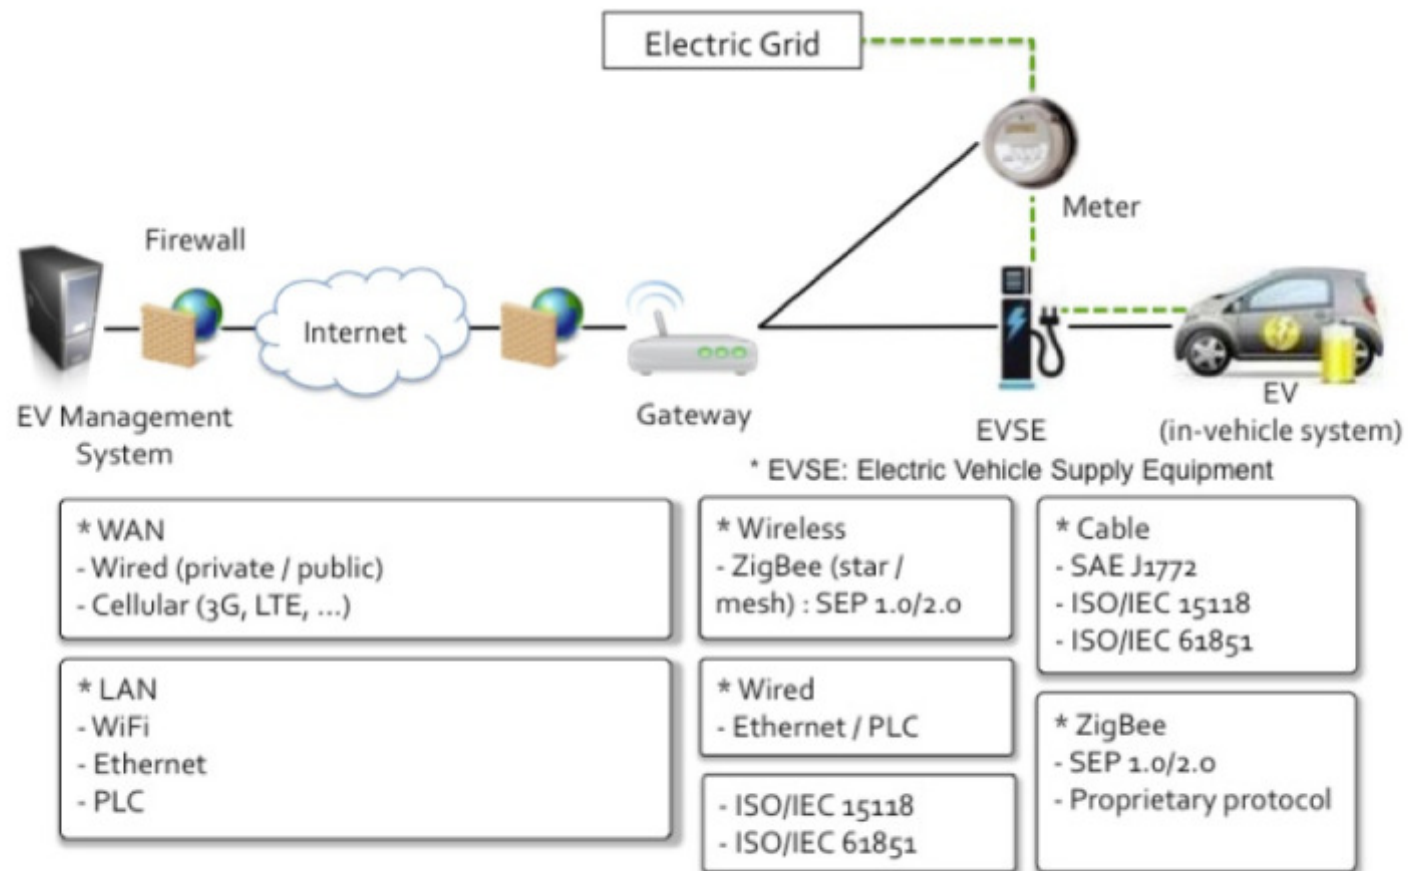 Electric Grid
Meter
Firewall
Internet
EV Management
System
Gateway
EVSE
EV
(in-vehicle system)
* EVSE: Electric Vehicle Supply Equipment
* WAN
- Wired (private / public)
- Cellular (3G, LTE, ...)
* LAN
- WiFi
- Ethernet
- PLC
* Wireless
- ZigBee (star /
mesh) : SEP 1.0/2.0
* Wired
- Ethernet / PLC
- ISO/IEC 15118
- ISO/IEC 61851
* Cable
- SAE J1772
- ISO/IEC 15118
- ISO/IEC 61851
* ZigBee
- SEP 1.0/2.0
- Proprietary protocol